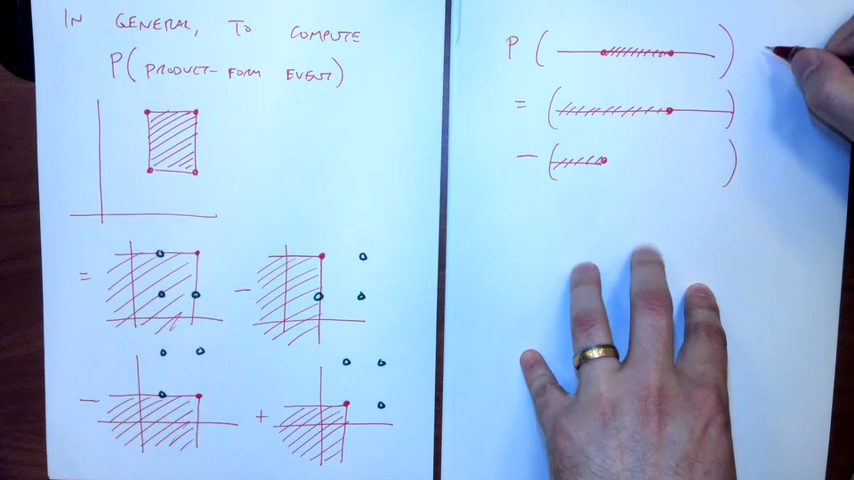 IN GENERAL, TO COMPUTE
P(PRODUCT-FORM EVENT)
=
-
-
+
P ( )
= ( )
- ( )